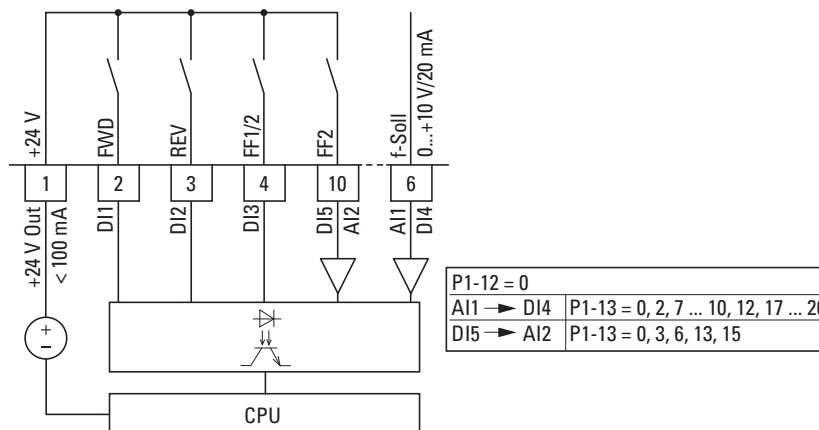 +24 V
FWD
REV
FF1/2
FF2
f-Soll
0...+10 V/20 mA
1
2
3
4
10
6
+24 V Out
< 100 mA
DI1
DI2
DI3
DI5
AI2
AI1
DI4
+
−
CPU
P1-12 = 0
AI1 → DI4 P1-13 = 0, 2, 7 ... 10, 12, 17 ...
DI5 → AI2 P1-13 = 0, 3, 6, 13, 15